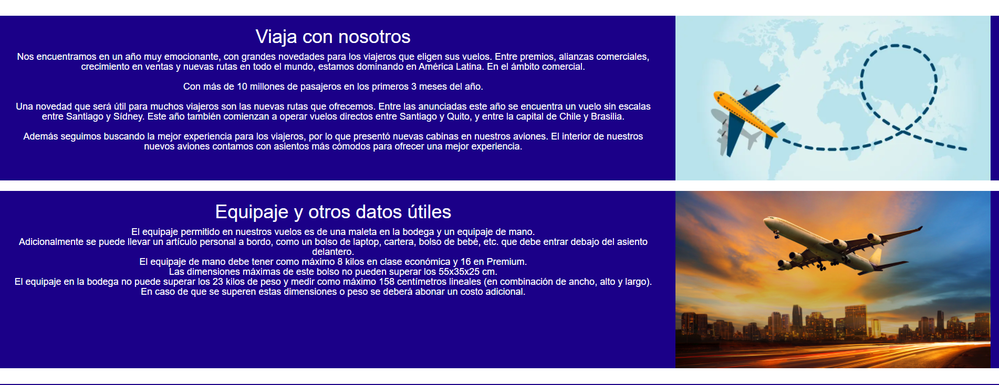 Viaja con nosotros
Nos encuentramos en un año muy emocionante, con grandes novedades para los viajeros que eligen sus vuelos. Entre premios, alianzas comerciales,
crecimiento en ventas y nuevas rutas en todo el mundo, estamos dominando en América Latina. En el ámbito comercial.
Con más de 10 millones de pasajeros en los primeros 3 meses del año.
Una novedad que será útil para muchos viajeros son las nuevas rutas que ofrecemos. Entre las anunciadas este año se encuentra un vuelo sin escalas
entre Santiago y Sídney. Este año también comienzan a operar vuelos directos entre Santiago y Quito, y entre la capital de Chile y Brasilia.
Además seguimos buscando la mejor experiencia para los viajeros, por lo que presentó nuevas cabinas en nuestros aviones. El interior de nuestros
nuevos aviones contamos con asientos más cómodos para ofrecer una mejor experiencia.
Equipaje y otros datos útiles
El equipaje permitido en nuestros vuelos es de una maleta en la bodega y un equipaje de mano.
Adicionalmente se puede llevar un artículo personal a bordo, como un bolso de laptop, cartera, bolso de bebé, etc. que debe entrar debajo del asiento
delantero.
El equipaje de mano debe tener como máximo 8 kilos en clase económica y 16 en Premium.
Las dimensiones máximas de este bolso no pueden superar los 55x35x25 cm.
El equipaje en la bodega no puede superar los 23 kilos de peso y medir como máximo 158 centímetros lineales (en combinación de ancho, alto y largo).
En caso de que se superen estas dimensiones o peso se deberá abonar un costo adicional.